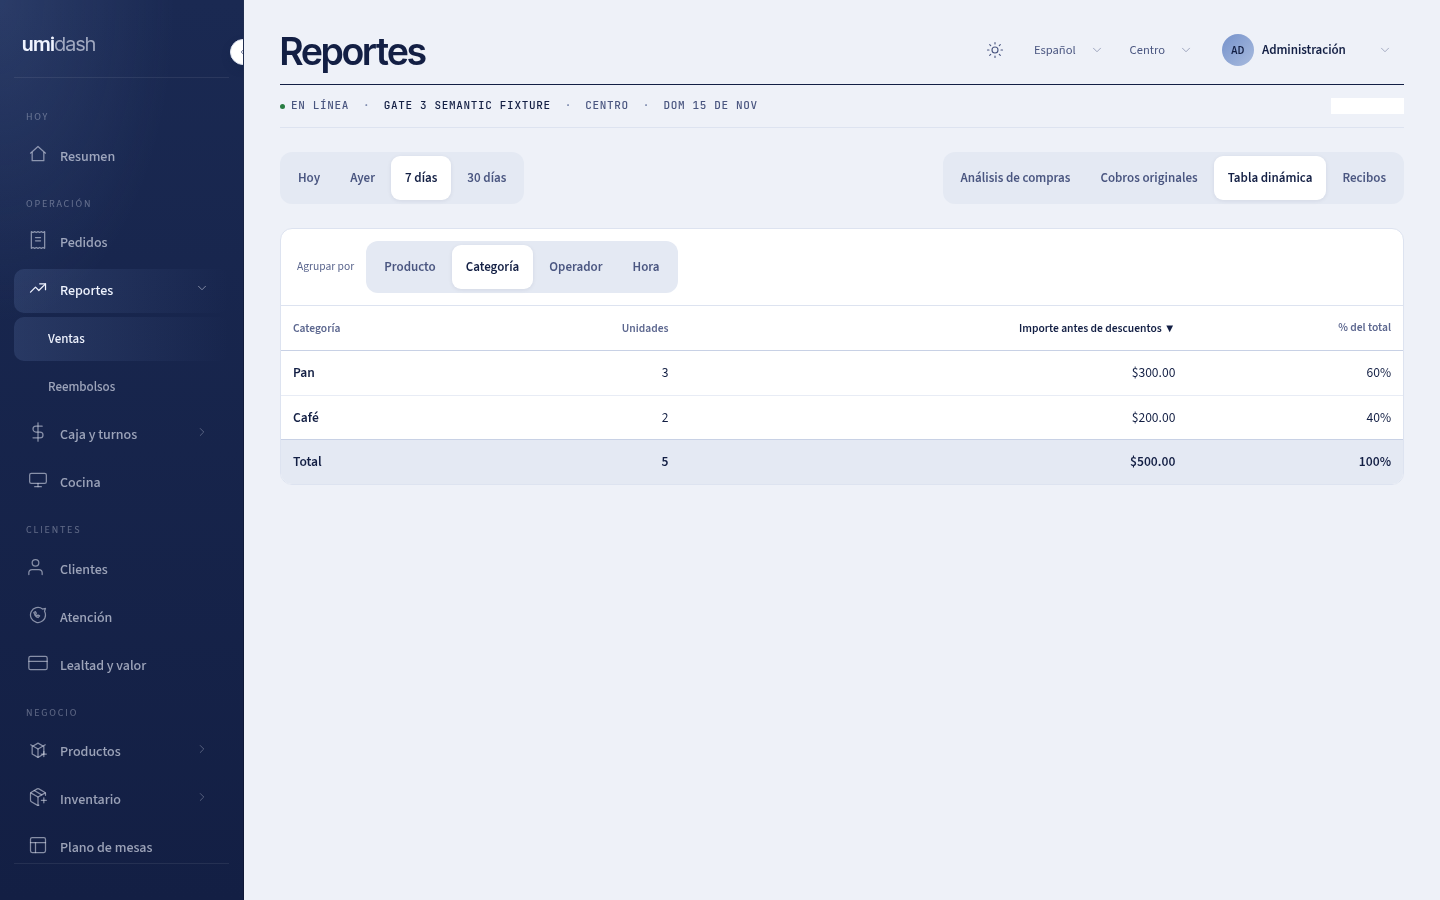 umidash
HOY
Resumen
OPERACIÓN
Pedidos
Reportes
Ventas
Reembolsos
Caja y turnos
Cocina
CLIENTES
Clientes
Atención
Lealtad y valor
NEGOCIO
Productos
Inventario
Plano de mesas
Reportes
Español Centro AD Administración
EN LÍNEA · GATE 3 SEMANTIC FIXTURE · CENTRO · DOM 15 DE NOV
Hoy Ayer 7 días 30 días
Análisis de compras Cobros originales Tabla dinámica Recibos
Agrupar por Producto Categoría Operador Hora
Categoría Unidades Importe antes de descuentos ▼ % del total
Pan 3 $300.00 60%
Café 2 $200.00 40%
Total 5 $500.00 100%